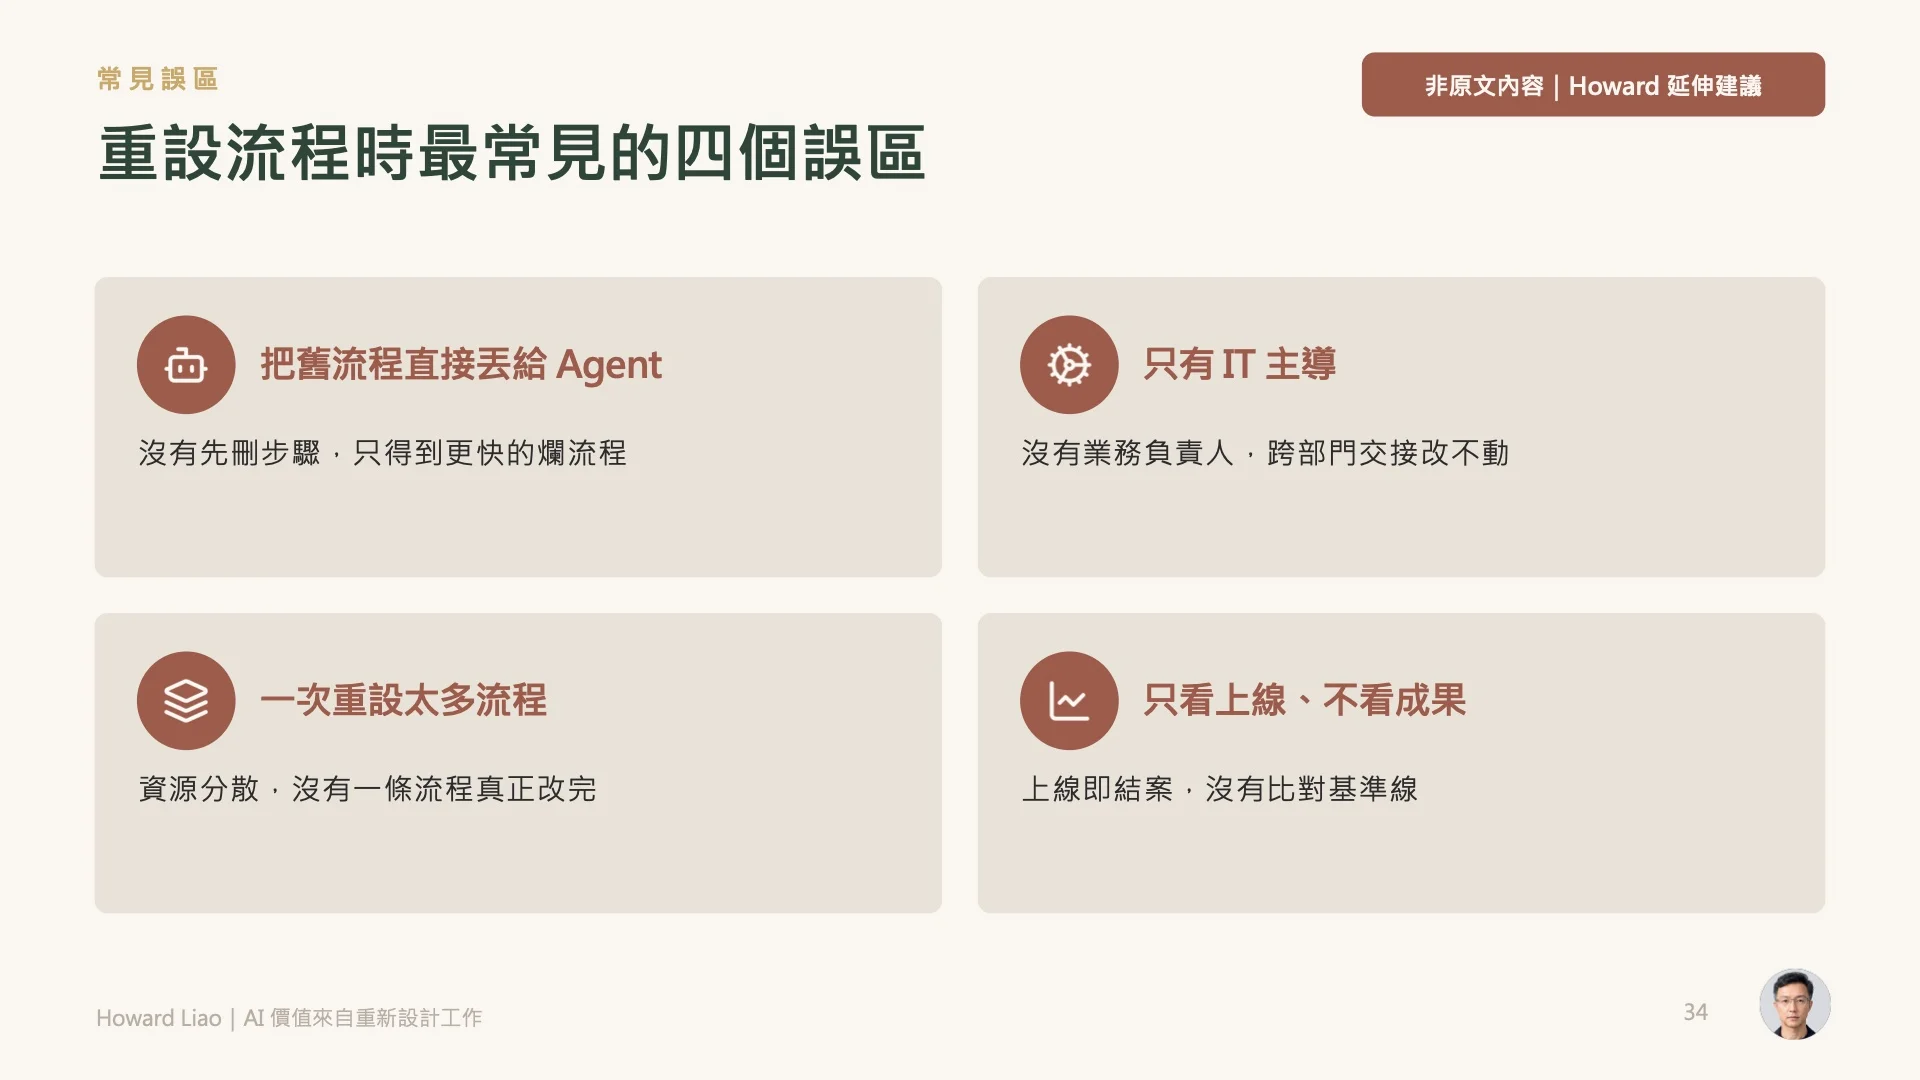 常見誤區
非原文內容｜Howard 延伸建議
重設流程時最常見的四個誤區
把舊流程直接丟給 Agent
沒有先刪步驟，只得到更快的爛流程
只有 IT 主導
沒有業務負責人，跨部門交接改不動
一次重設太多流程
資源分散，沒有一條流程真正改完
只看上線、不看成果
上線即結案，沒有比對基準線
Howard Liao｜AI 價值來自重新設計工作
34